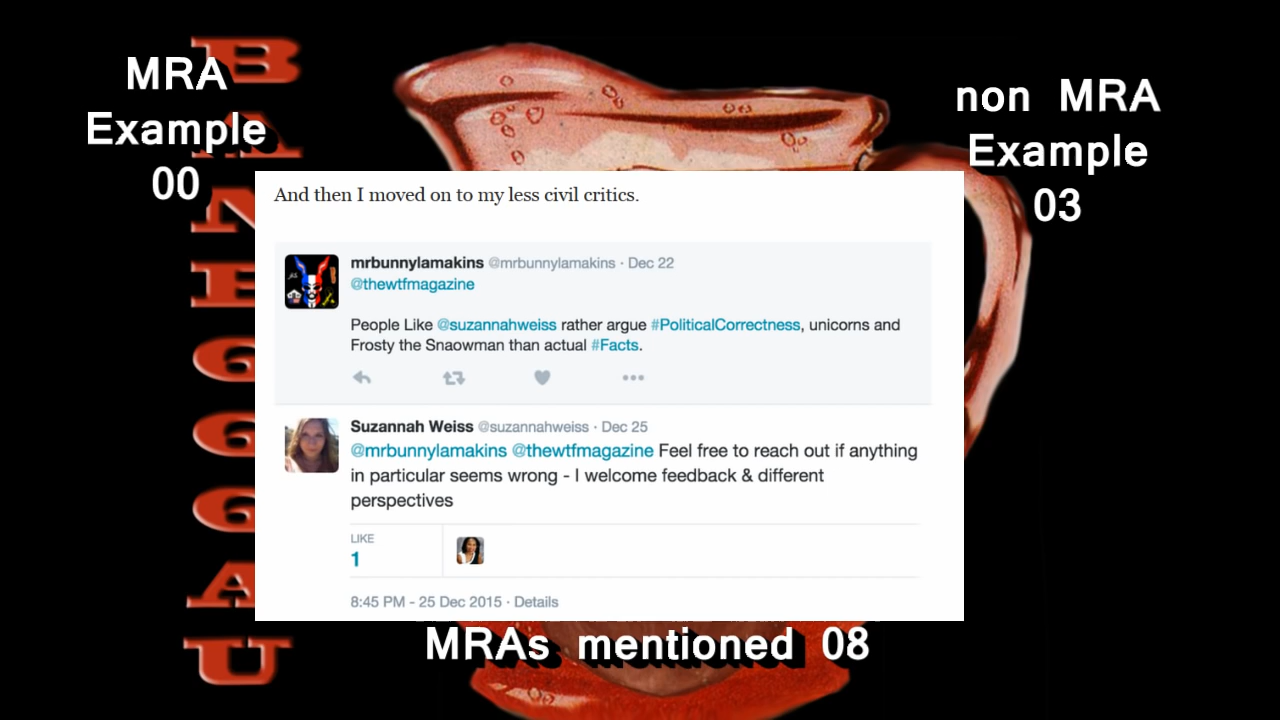 BANE666AU
MRA
Example
00
non MRA
Example
03
And then I moved on to my less civil critics.
mrbunnylamakins @mrbunnylamakins · Dec 22
@thewtfmagazine
People Like @suzannahweiss rather argue #PoliticalCorrectness, unicorns and
Frosty the Snaowman than actual #Facts.
Suzannah Weiss @suzannahweiss · Dec 25
@mrbunnylamakins @thewtfmagazine Feel free to reach out if anything
in particular seems wrong - I welcome feedback & different
perspectives
LIKE
1
8:45 PM - 25 Dec 2015 · Details
MRAs mentioned 08